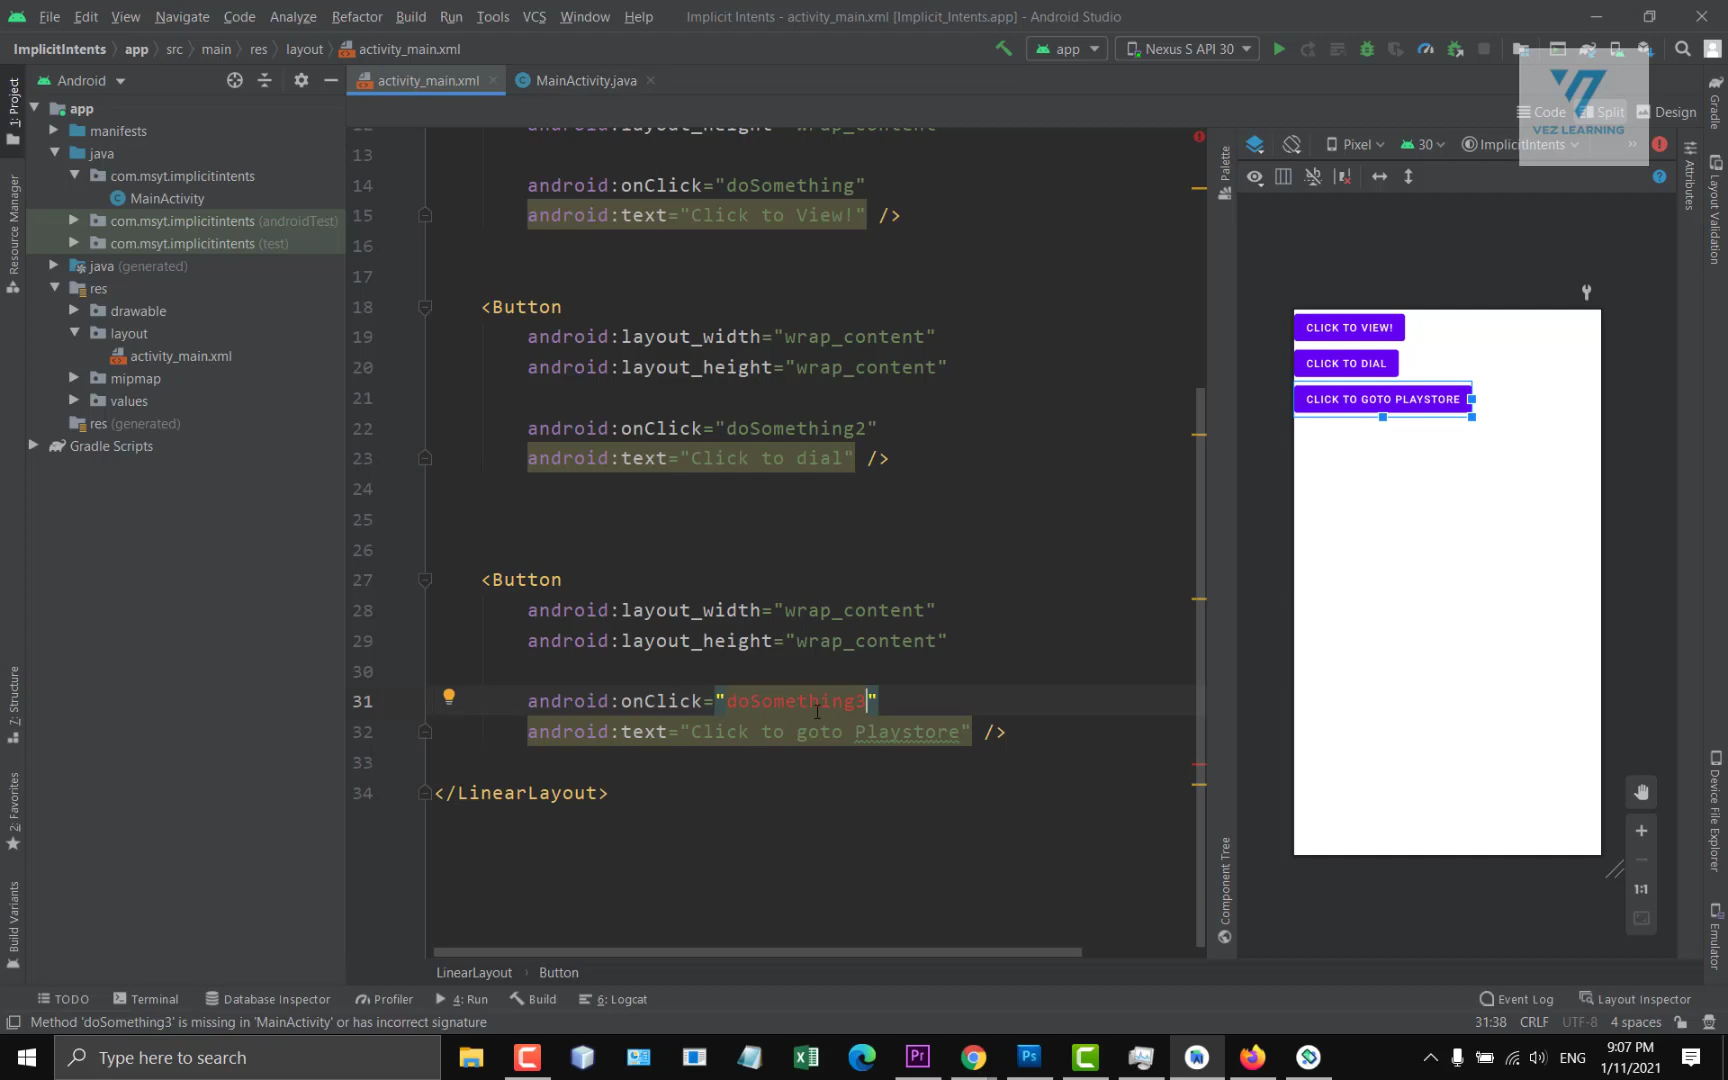 File Edit View Navigate Code Analyze Refactor Build Run Tools VCS Window Help Implicit Intents - activity_main.xml [Implicit_Intents.app] - Android Studio
ImplicitIntents app src main res layout activity_main.xml app Nexus S API 30
Android activity_main.xml MainActivity.java
VEZ LEARNING
Code Split Design
Pixel 30 ImplicitIntents
1: Project
Resource Manager
Z: Structure
2: Favorites
Build Variants
app
manifests
java
com.msyt.implicitintents
MainActivity
com.msyt.implicitintents (androidTest)
com.msyt.implicitintents (test)
java (generated)
res
drawable
layout
activity_main.xml
mipmap
values
res (generated)
Gradle Scripts
12 android:layout_height="wrap_content"
13
14 android:onClick="doSomething"
15 android:text="Click to View!" />
16
17
18 <Button
19 android:layout_width="wrap_content"
20 android:layout_height="wrap_content"
21
22 android:onClick="doSomething2"
23 android:text="Click to dial" />
24
25
26
27 <Button
28 android:layout_width="wrap_content"
29 android:layout_height="wrap_content"
30
31 android:onClick="doSomething3"
32 android:text="Click to goto Playstore" />
33
34 </LinearLayout>
Palette
Component Tree
CLICK TO VIEW!
CLICK TO DIAL
CLICK TO GOTO PLAYSTORE
1:1
Attributes
Gradle
Layout Validation
Device File Explorer
Emulator
LinearLayout Button
TODO Terminal Database Inspector Profiler 4: Run Build 6: Logcat Event Log Layout Inspector
Method 'doSomething3' is missing in 'MainActivity' or has incorrect signature 31:38 CRLF UTF-8 4 spaces
Type here to search Pr Ps ENG 9:07 PM
1/11/2021